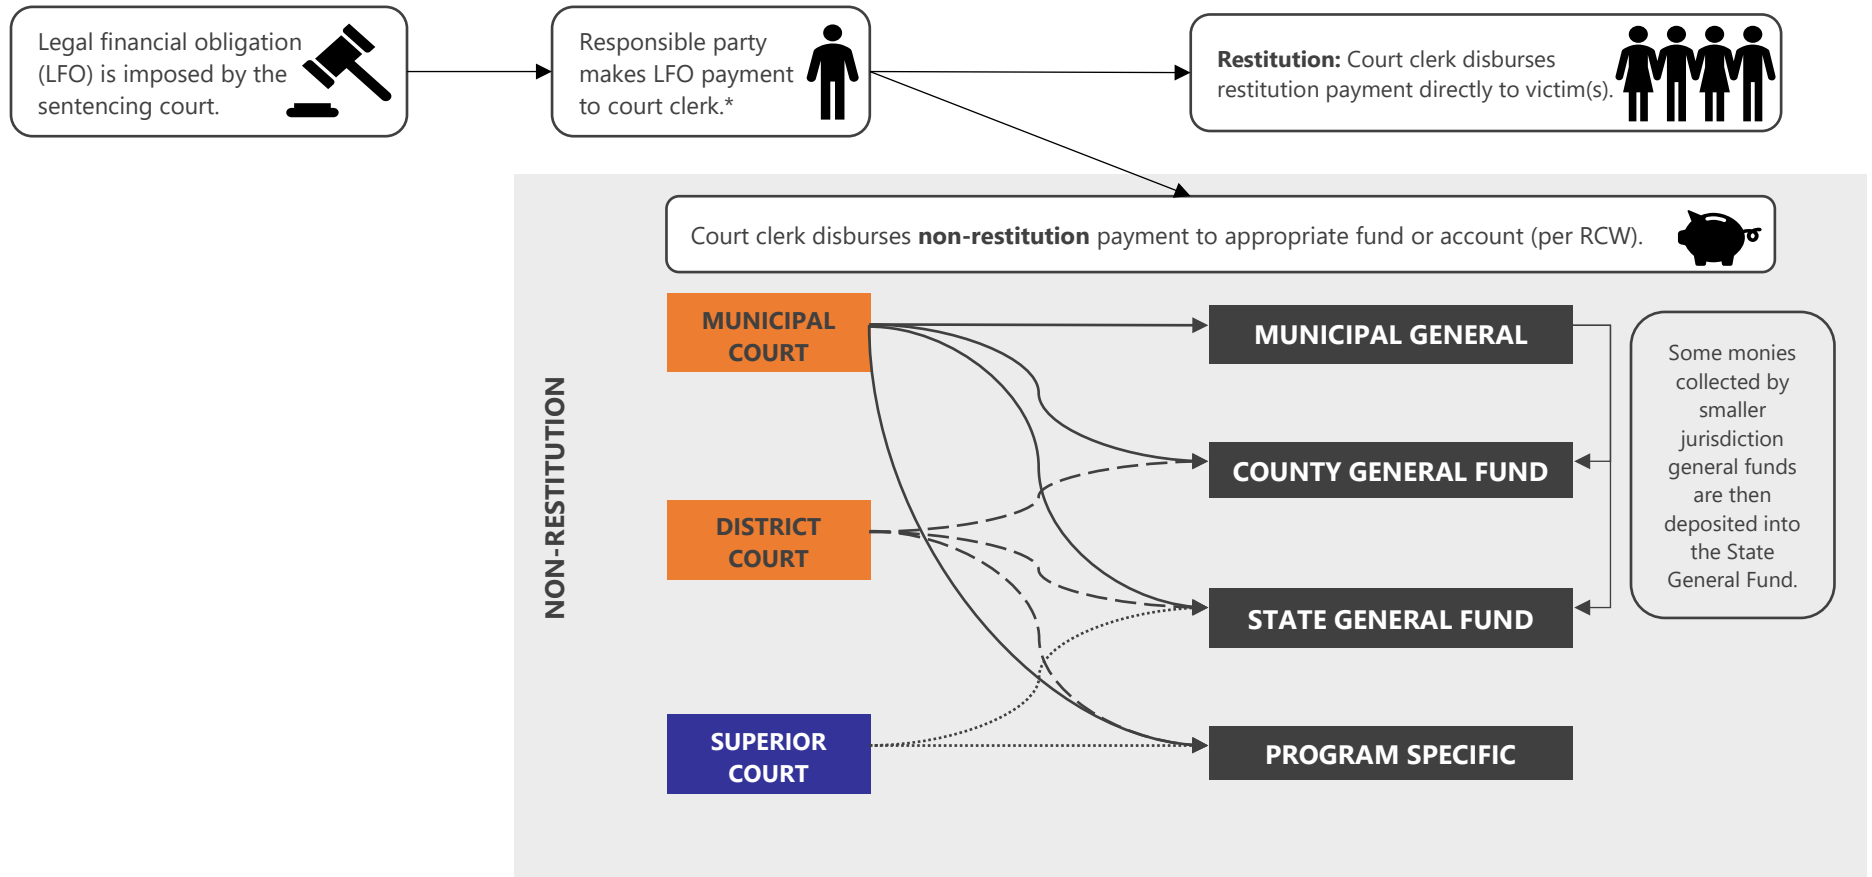 Legal financial obligation
(LFO) is imposed by the
sentencing court.
Responsible party
makes LFO payment
to court clerk.*
Restitution: Court clerk disburses
restitution payment directly to victim(s).
Court clerk disburses non-restitution payment to appropriate fund or account (per RCW).
NON-RESTITUTION
MUNICIPAL
COURT
DISTRICT
COURT
SUPERIOR
COURT
MUNICIPAL GENERAL
COUNTY GENERAL FUND
STATE GENERAL FUND
PROGRAM SPECIFIC
Some monies
collected by
smaller
jurisdiction
general funds
are then
deposited into
the State
General Fund.